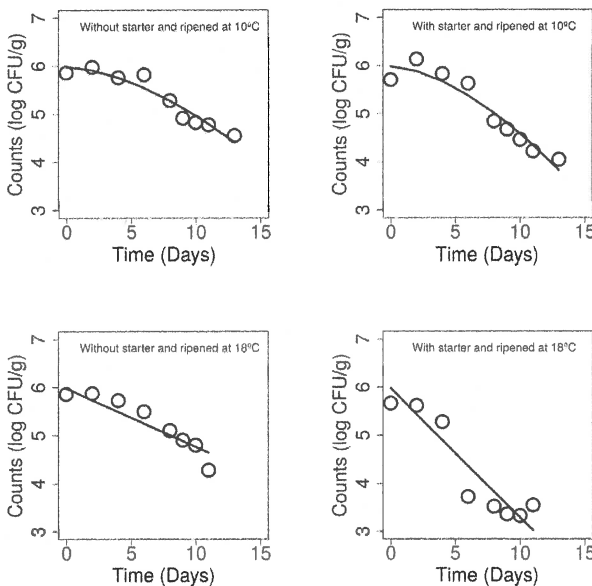 Without starter and ripened at 10ºC
Counts (log CFU/g)
7
6
5
4
3
0 5 10 15
Time (Days)
With starter and ripened at 10ºC
Counts (log CFU/g)
7
6
5
4
3
0 5 10 15
Time (Days)
Without starter and ripened at 18ºC
Counts (log CFU/g)
7
6
5
4
3
0 5 10 15
Time (Days)
With starter and ripened at 18ºC
Counts (log CFU/g)
7
6
5
4
3
0 5 10 15
Time (Days)